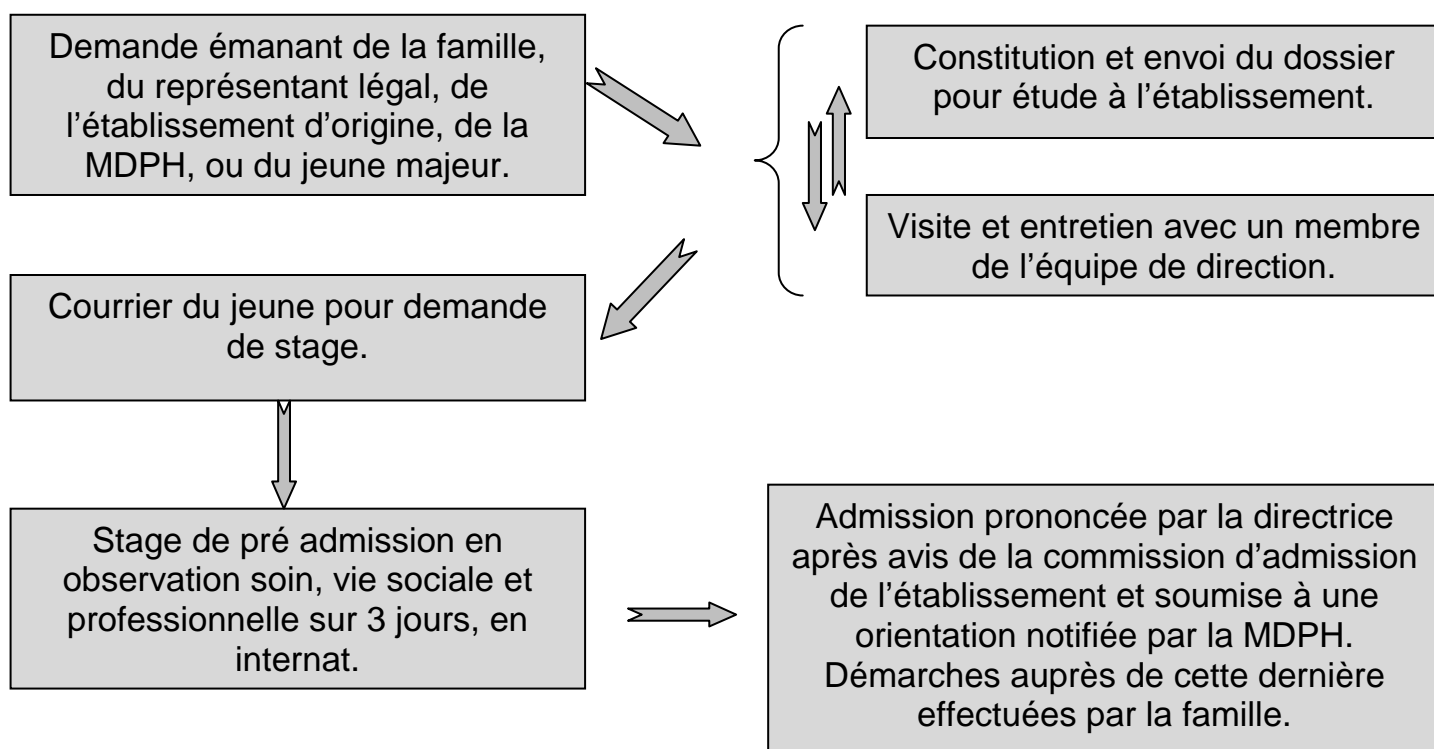 Demande émanant de la famille,
du représentant légal, de
l’établissement d’origine, de la
MDPH, ou du jeune majeur.
Constitution et envoi du dossier
pour étude à l’établissement.
Visite et entretien avec un membre
de l’équipe de direction.
Courrier du jeune pour demande
de stage.
Stage de pré admission en
observation soin, vie sociale et
professionnelle sur 3 jours, en
internat.
Admission prononcée par la directrice
après avis de la commission d’admission
de l’établissement et soumise à une
orientation notifiée par la MDPH.
Démarches auprès de cette dernière
effectuées par la famille.